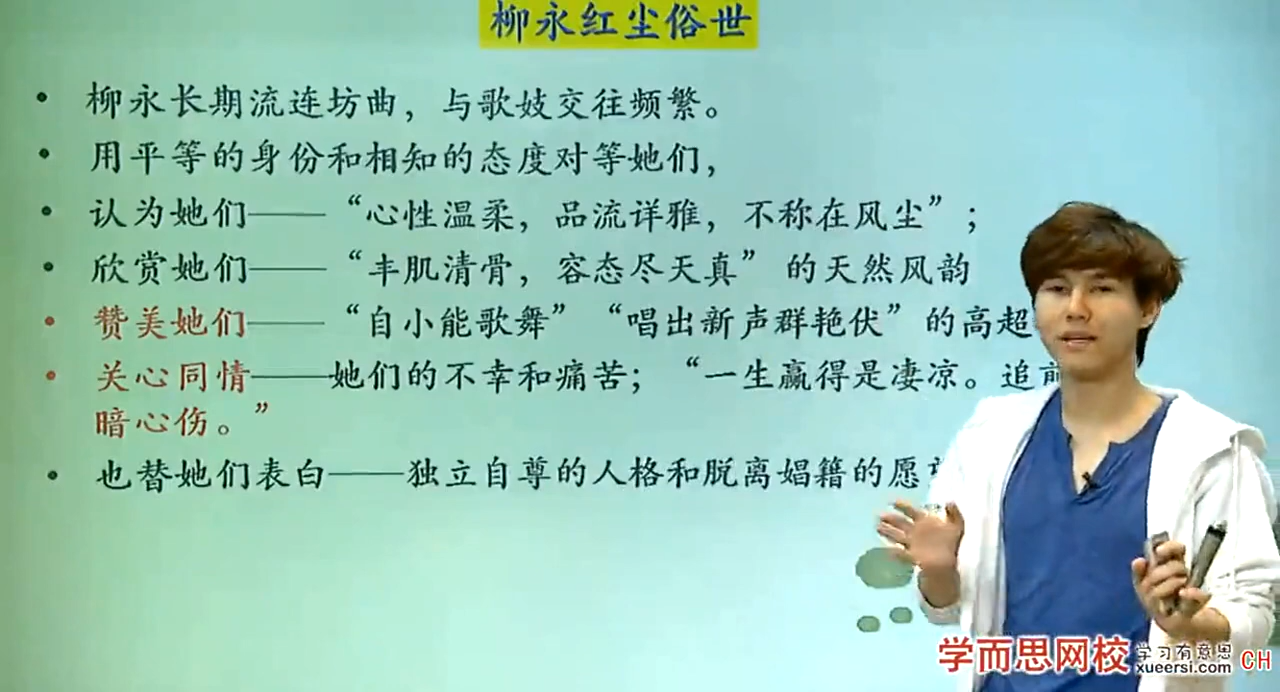 柳永红尘俗世
• 柳永长期流连坊曲，与歌妓交往频繁。
• 用平等的身份和相知的态度对等她们，
• 认为她们——“心性温柔，品流详雅，不称在风尘”；
• 欣赏她们——“丰肌清骨，容态尽天真” 的天然风韵
• 赞美她们——“自小能歌舞” “唱出新声群艳伏” 的高超
• 关心同情——她们的不幸和痛苦； “一生赢得是凄凉。追前
暗心伤。”
• 也替她们表白——独立自尊的人格和脱离娼籍的愿望
学而思网校 学习有意思
xueersi.com CH